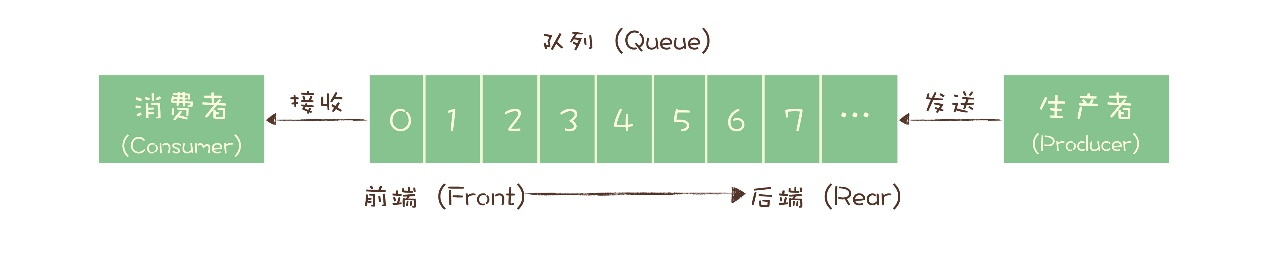 队列 (Queue)
消费者
(Consumer)
接收
0 1 2 3 4 5 6 7 ...
发送
生产者
(Producer)
前端 (Front)
后端 (Rear)